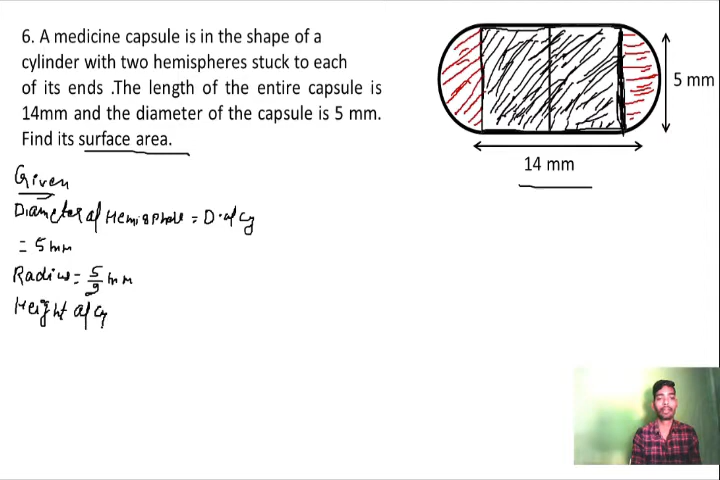 6. A medicine capsule is in the shape of a
cylinder with two hemispheres stuck to each
of its ends .The length of the entire capsule is
14mm and the diameter of the capsule is 5 mm.
Find its surface area.
5 mm
14 mm
Given
Diameter of Hemisphere = D. of Cy
= 5 mm
Radius = 5/2 mm
Height of Cy